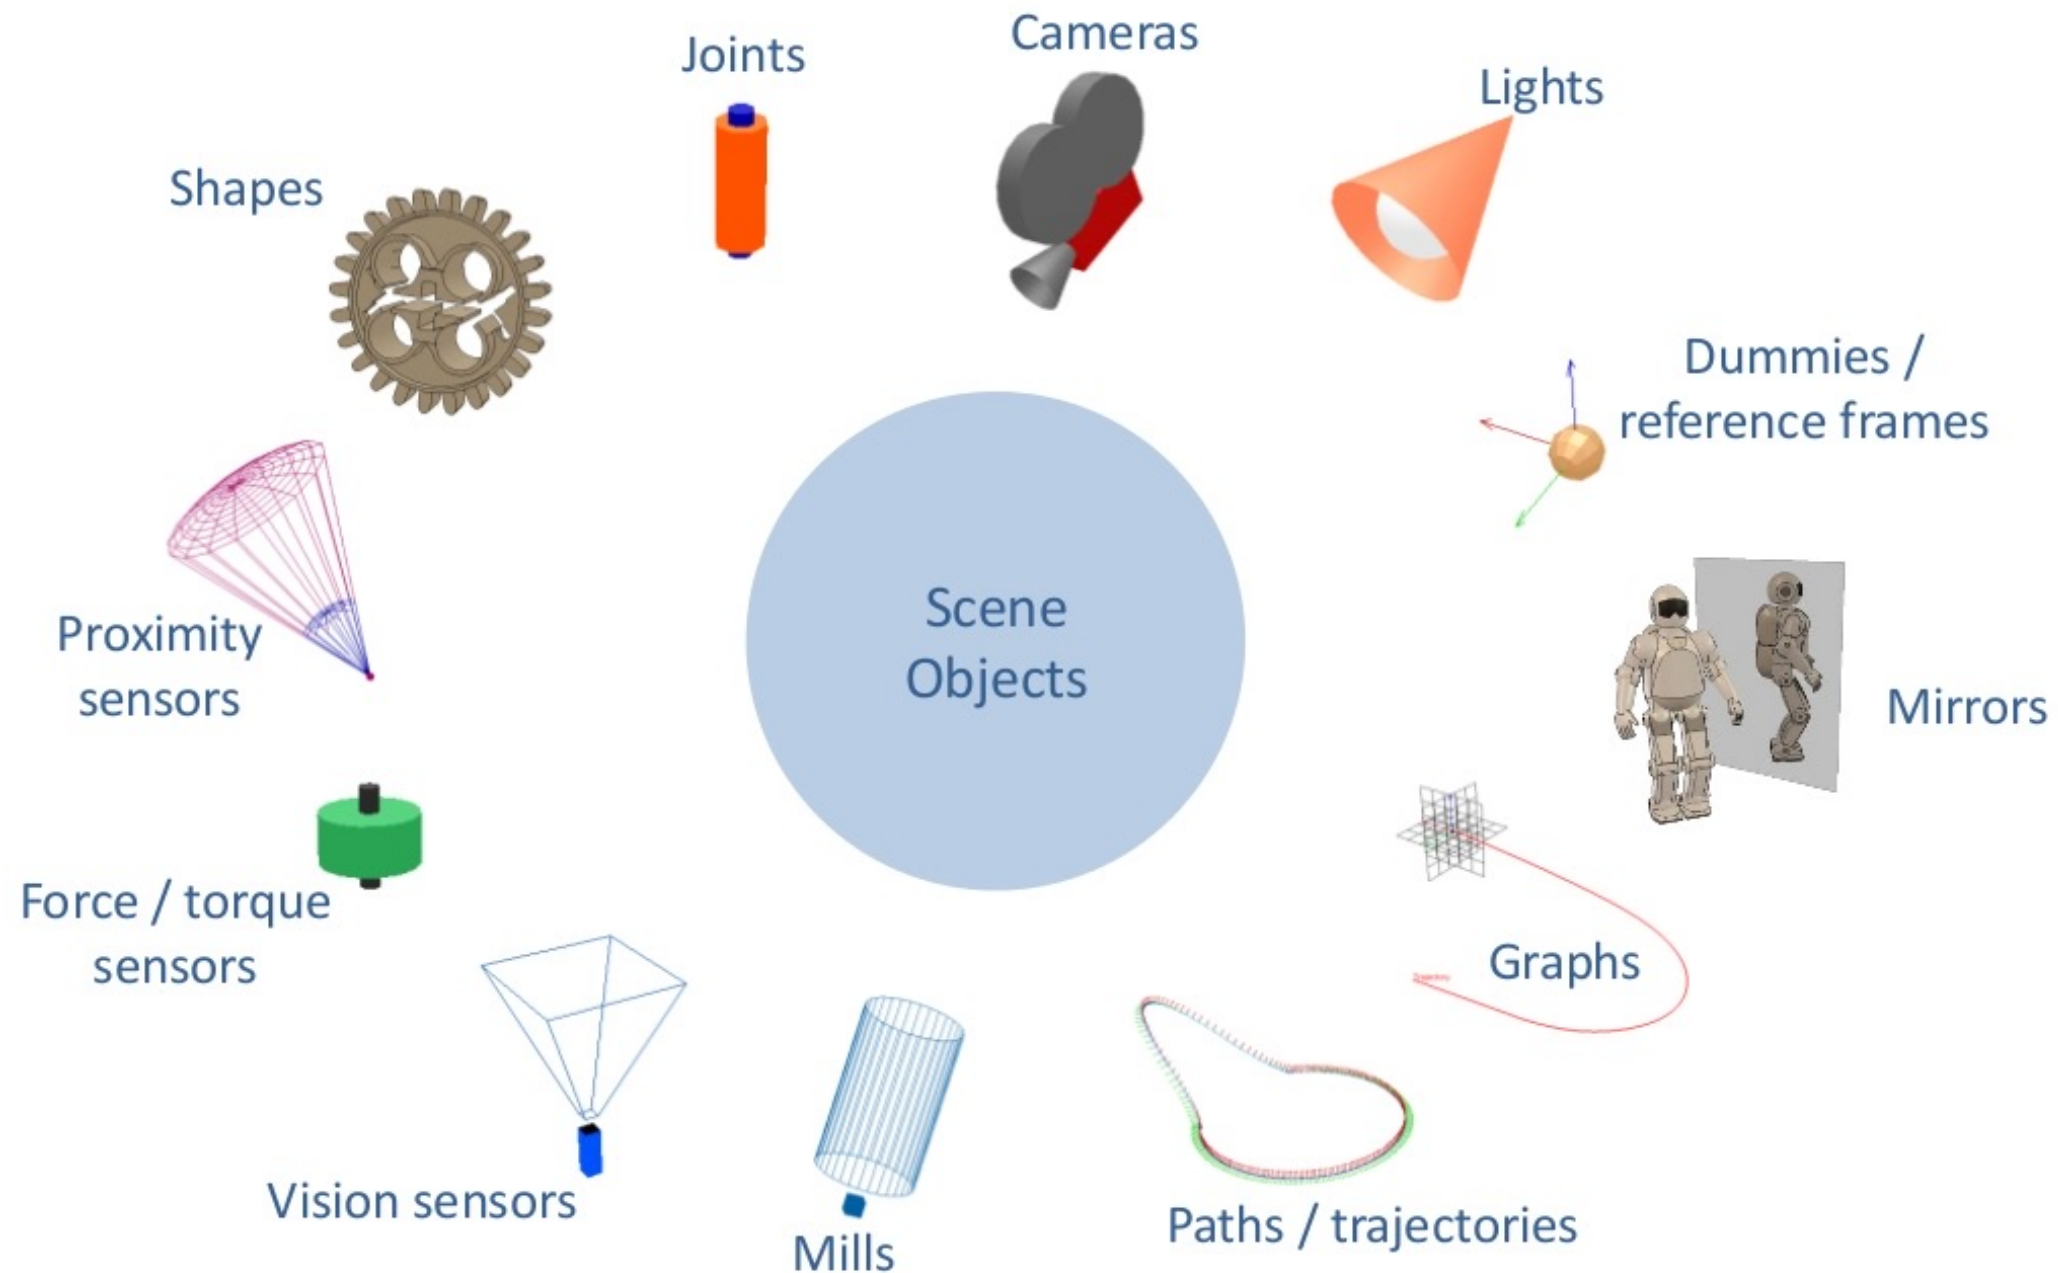 Cameras
Joints
Lights
Shapes
Dummies /
reference frames
Scene
Objects
Proximity
sensors
Mirrors
Force / torque
sensors
Graphs
Trajectory
Vision sensors
Mills
Paths / trajectories